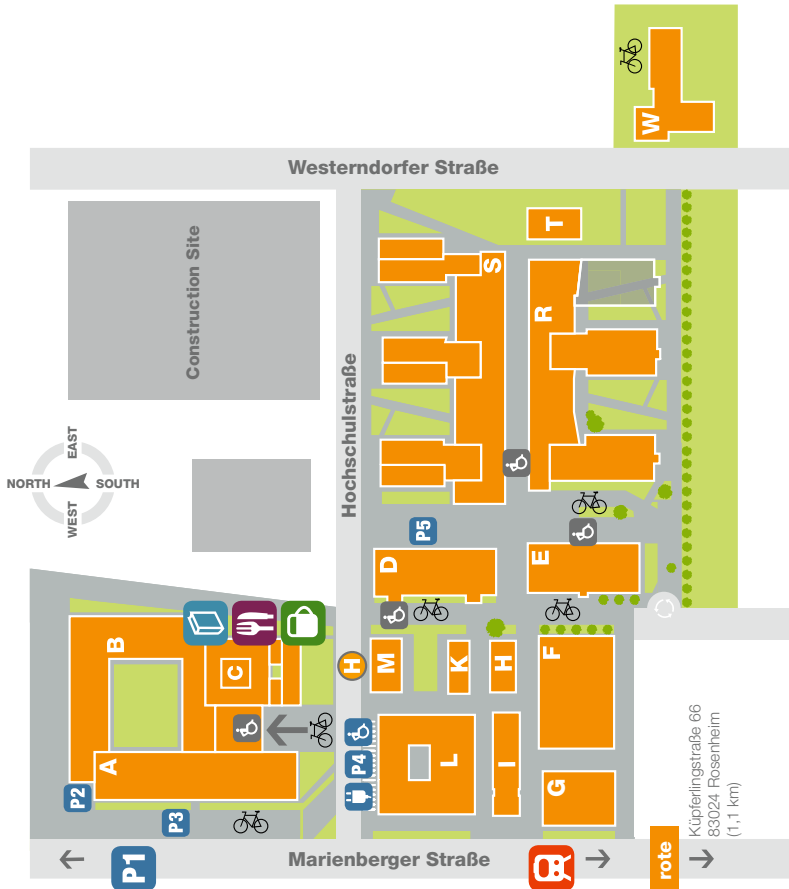 W
Westerndorfer Straße
Construction Site
T
S
R
Hochschulstraße
EAST
NORTH
SOUTH
WEST
P5
D
E
B
C
A
H
M
K
H
F
P2
P3
P4
L
I
G
P1
Marienberger Straße
rote
Küpferlingstraße 66
83024 Rosenheim
(1,1 km)